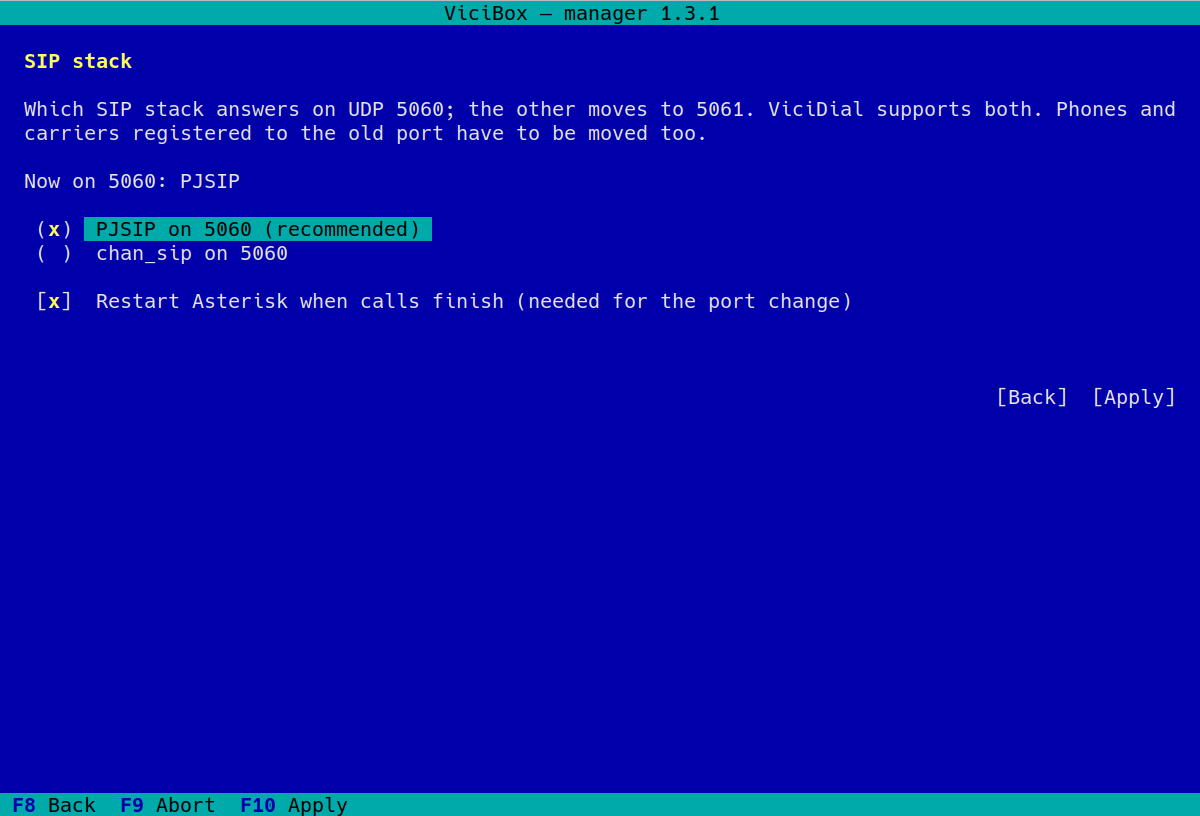 ViciBox — manager 1.3.1
SIP stack
Which SIP stack answers on UDP 5060; the other moves to 5061. ViciDial supports both. Phones and
carriers registered to the old port have to be moved too.
Now on 5060: PJSIP
(x) PJSIP on 5060 (recommended)
( ) chan_sip on 5060
[x] Restart Asterisk when calls finish (needed for the port change)
[Back] [Apply]
F8 Back F9 Abort F10 Apply